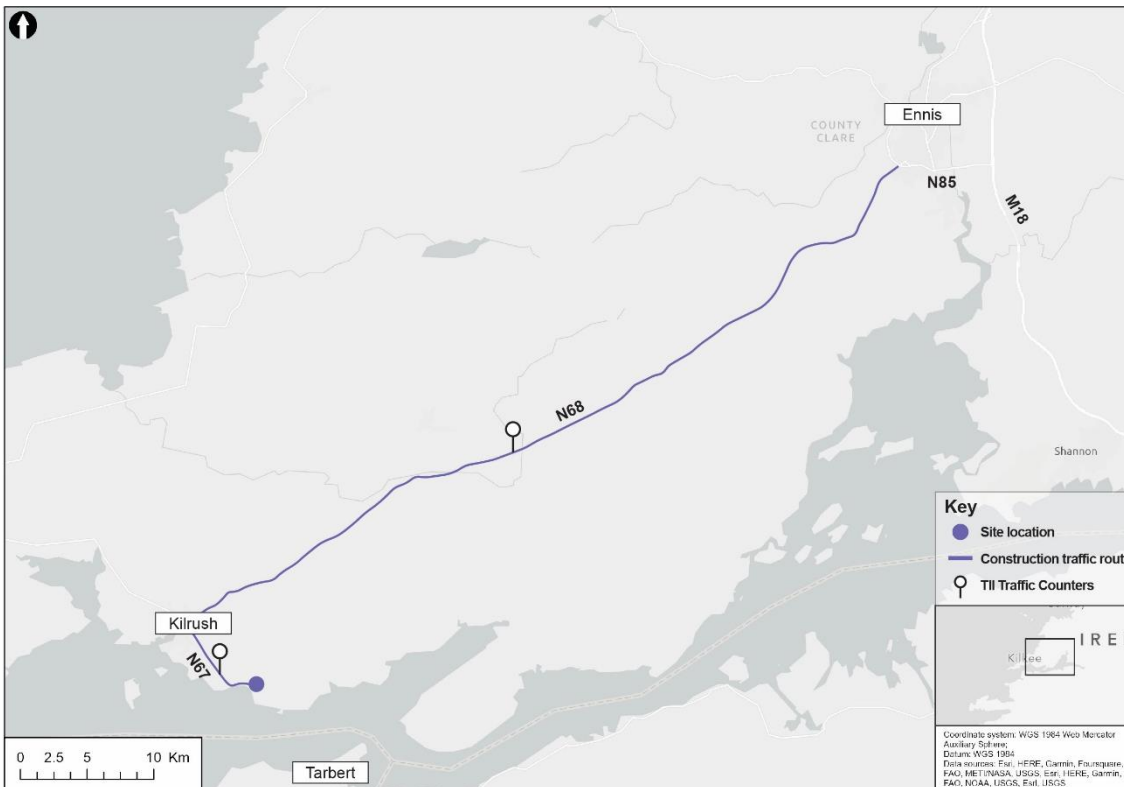 Ennis
COUNTY
CLARE
N85
M18
N68
Shannon
Kilrush
N67
Tarbert
Key
Site location
Construction traffic rout
TII Traffic Counters
IRE
Kilkee
0 2.5 5 10 Km
Coordinate system: WGS 1984 Web Mercator
Auxiliary Sphere;
Datum: WGS 1984
Data sources: Esri, HERE, Garmin, Foursquare,
FAO, METI/NASA, USGS, Esri, HERE, Garmin,
FAO, NOAA, USGS, Esri, USGS